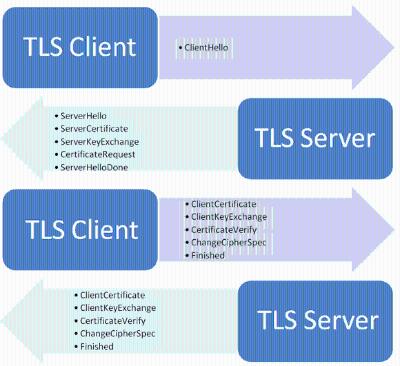 TLS Client
• ClientHello
• ServerHello
• ServerCertificate
• ServerKeyExchange
• CertificateRequest
• ServerHelloDone
TLS Server
TLS Client
• ClientCertificate
• ClientKeyExchange
• CertificateVerify
• ChangeCipherSpec
• Finished
• ClientCertificate
• ClientKeyExchange
• CertificateVerify
• ChangeCipherSpec
• Finished
TLS Server